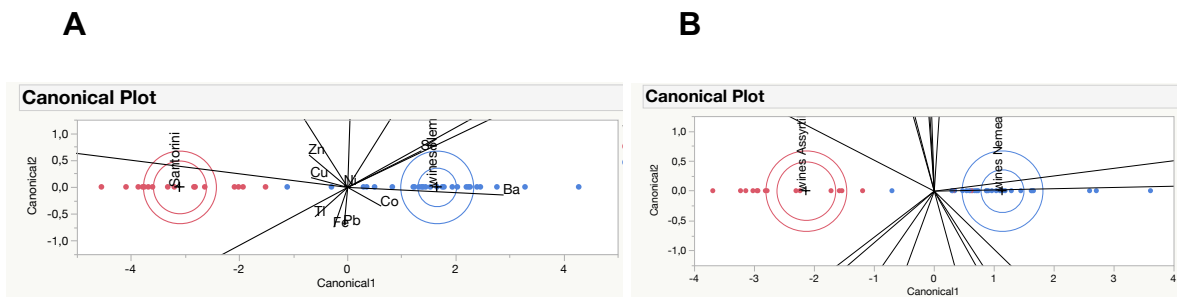 A
B
Canonical Plot
Canonical2
1,0
0,5
0,0
-0,5
-1,0
Santorini
Zn
Cu
Ni
Tl
Fe
Pb
Co
Ba
-4
-2
0
2
4
Canonical1
Canonical Plot
Canonical2
1,0
0,5
0,0
-0,5
-1,0
wines Assyrti
wines Nemea
-4
-3
-2
-1
0
1
2
3
4
Canonical1